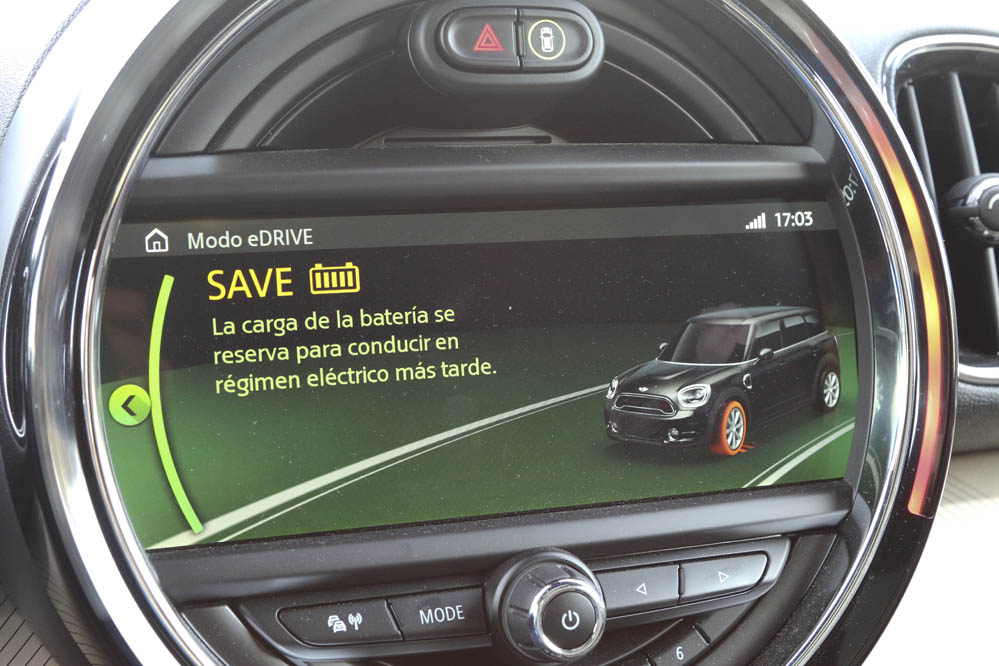 Modo eDRIVE
17:03
SAVE
La carga de la batería se
reserva para conducir en
régimen eléctrico más tarde.
MODE
6